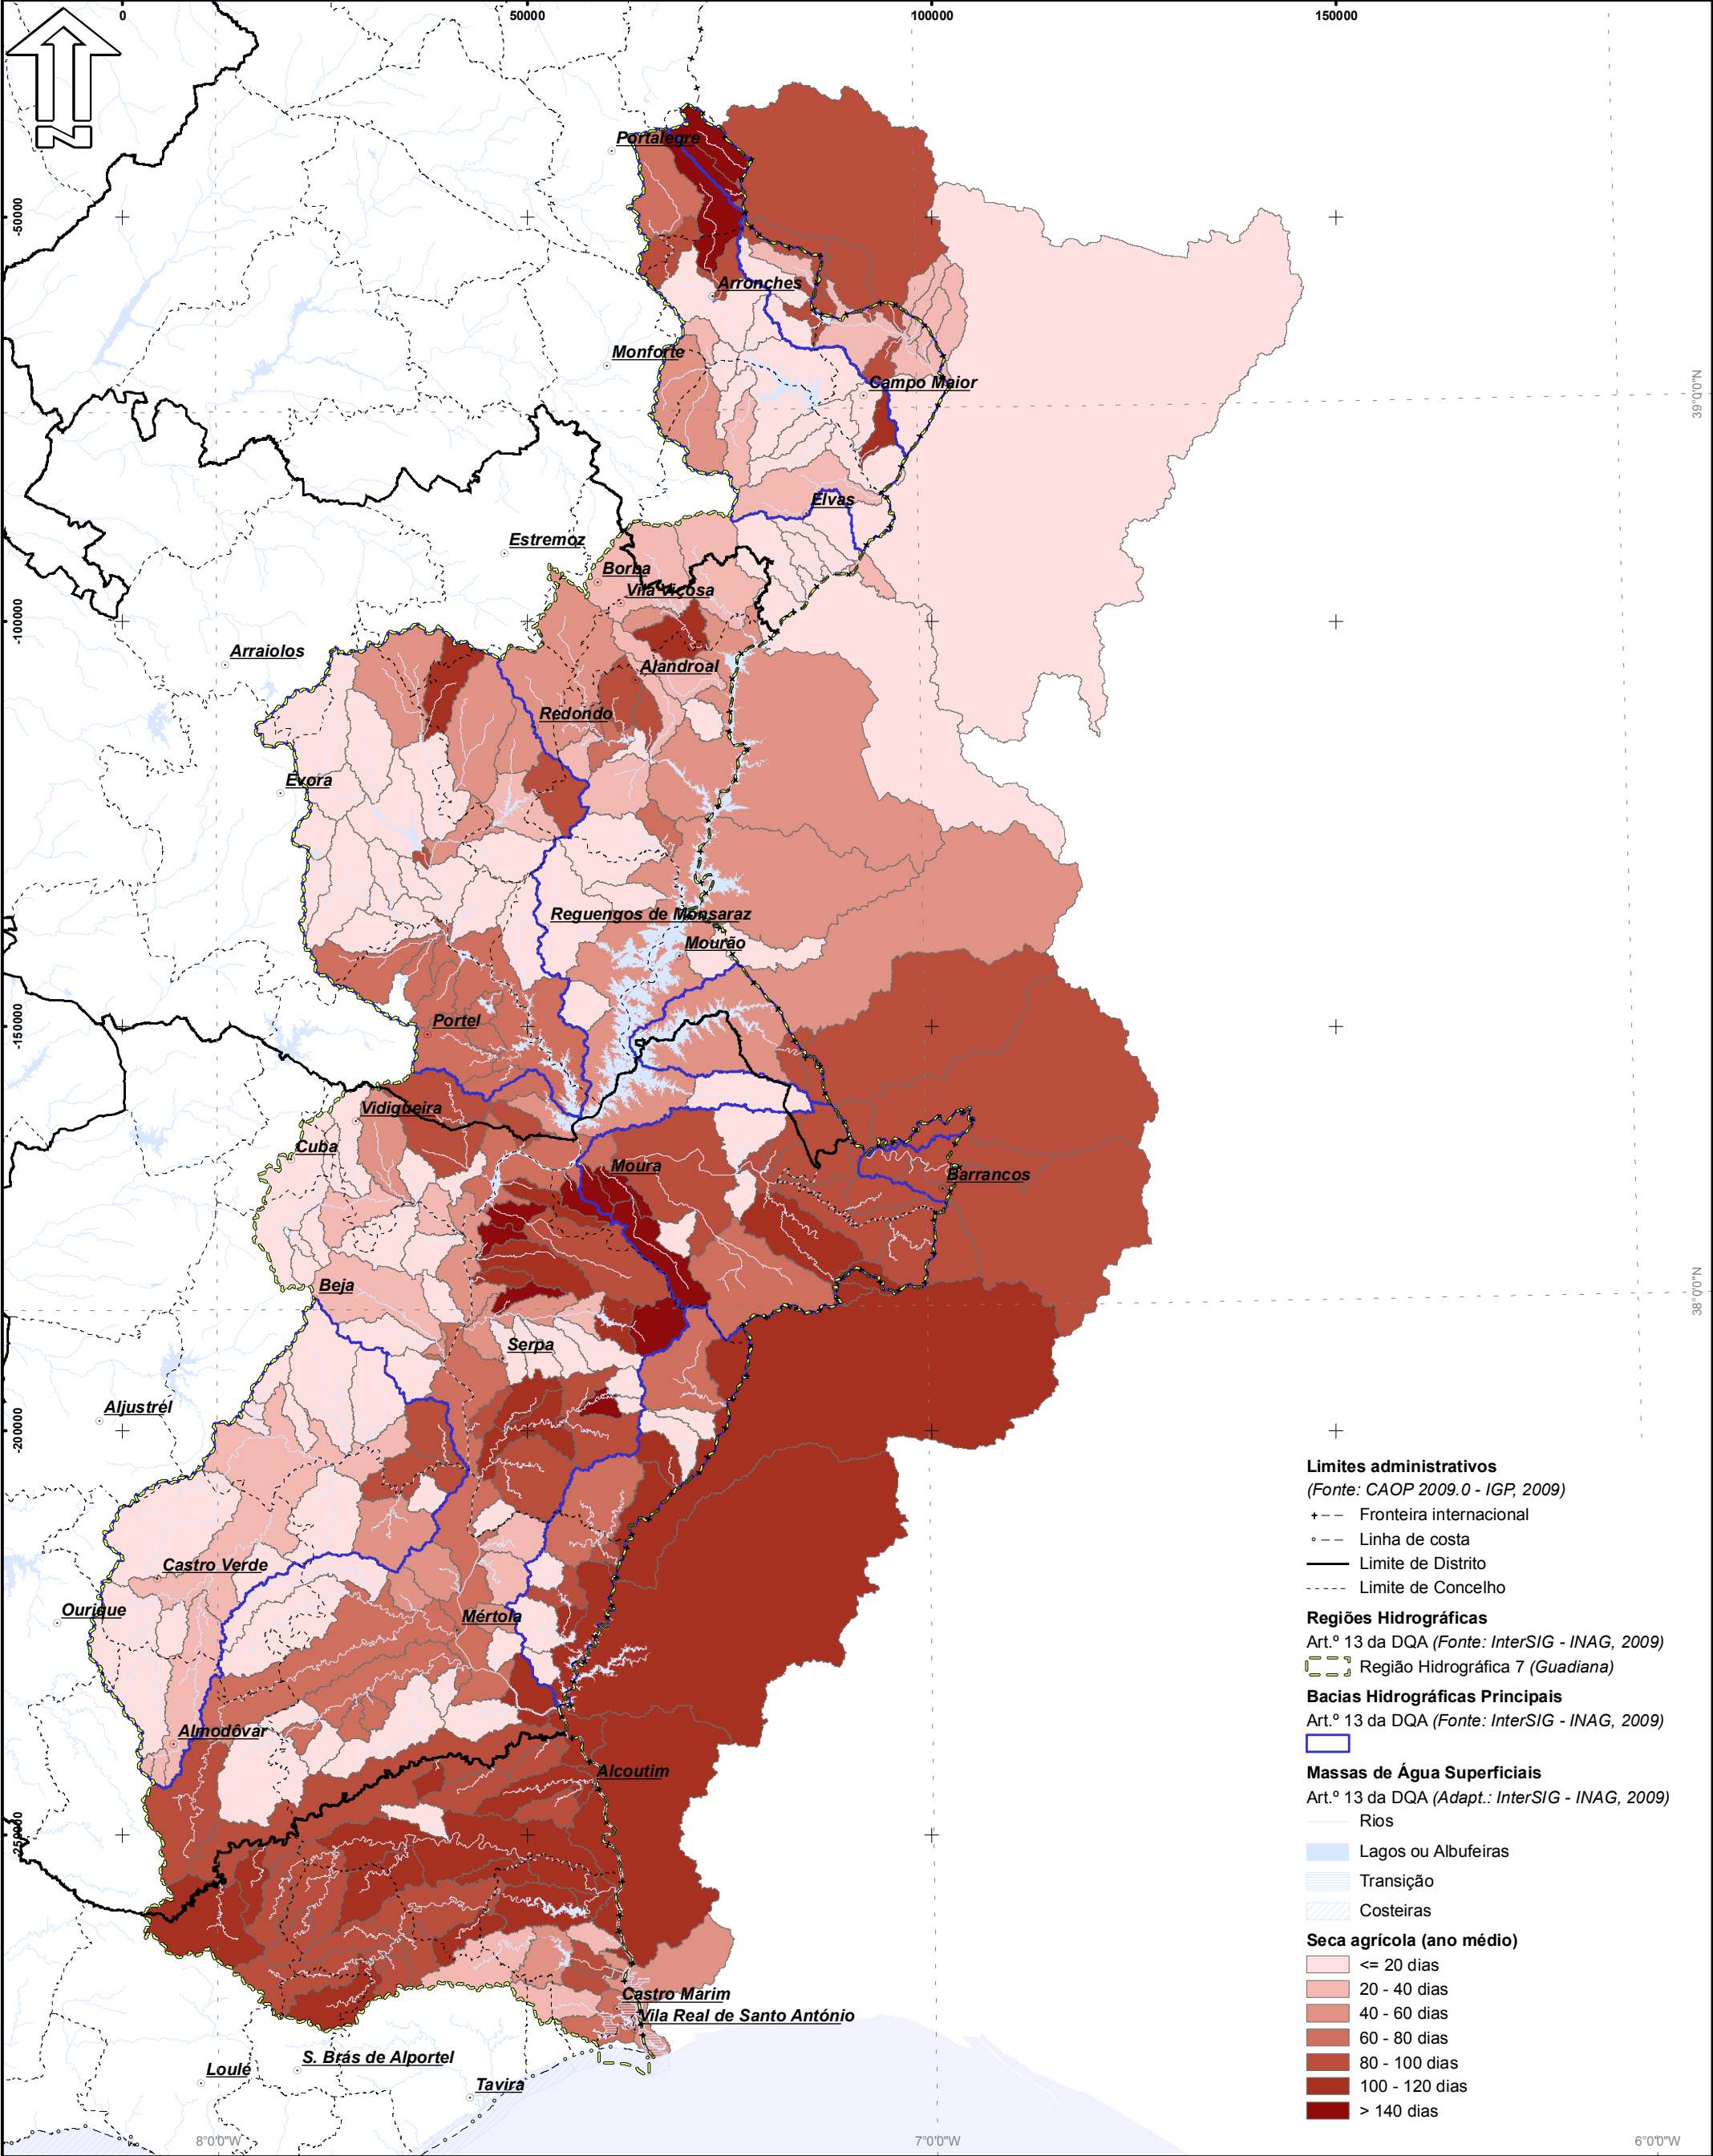 0
50000
100000
150000
N
-50000
-100000
-150000
-200000
-250000
39°0'0"N
38°0'0"N
8°0'0"W
7°0'0"W
6°0'0"W
Portalegre
Arronches
Monforte
Campo Maior
Elvas
Estremoz
Borba
Vila Viçosa
Arraiolos
Alandroal
Redondo
Évora
Reguengos de Monsaraz
Mourão
Portel
Vidigueira
Cuba
Moura
Barrancos
Beja
Serpa
Aljustrel
Castro Verde
Ourique
Mértola
Almodôvar
Alcoutim
Castro Marim
Vila Real de Santo António
S. Brás de Alportel
Loulé
Tavira
Limites administrativos
(Fonte: CAOP 2009.0 - IGP, 2009)
Fronteira internacional
Linha de costa
Limite de Distrito
Limite de Concelho
Regiões Hidrográficas
Art.º 13 da DQA (Fonte: InterSIG - INAG, 2009)
Região Hidrográfica 7 (Guadiana)
Bacias Hidrográficas Principais
Art.º 13 da DQA (Fonte: InterSIG - INAG, 2009)
Massas de Água Superficiais
Art.º 13 da DQA (Adapt.: InterSIG - INAG, 2009)
Rios
Lagos ou Albufeiras
Transição
Costeiras
Seca agrícola (ano médio)
<= 20 dias
20 - 40 dias
40 - 60 dias
60 - 80 dias
80 - 100 dias
100 - 120 dias
> 140 dias